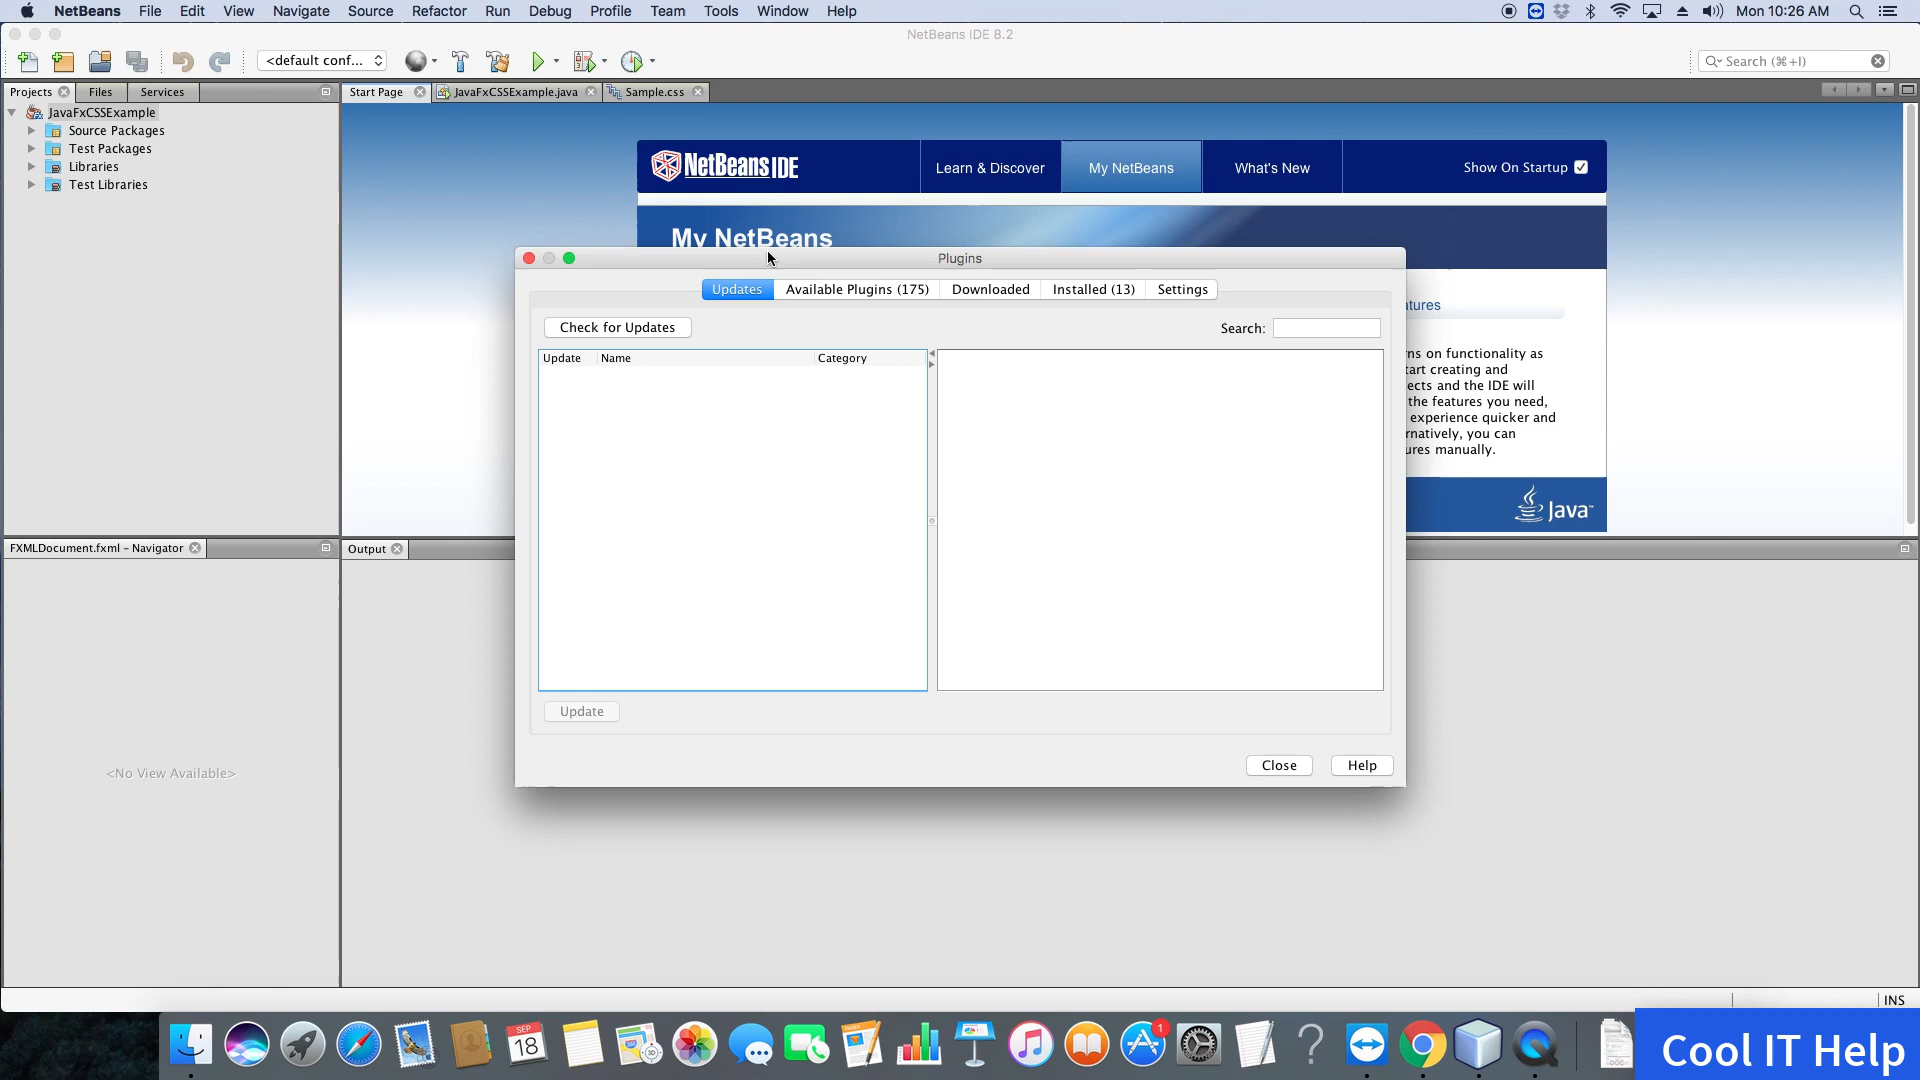 NetBeans File Edit View Navigate Source Refactor Run Debug Profile Team Tools Window Help Mon 10:26 AM
NetBeans IDE 8.2
<default conf... Search (⌘+I)
Projects Files Services Start Page JavaFxCSSExample.java Sample.css
JavaFxCSSExample
Source Packages
Test Packages
Libraries
Test Libraries
NetBeans IDE Learn & Discover My NetBeans What's New Show On Startup
My NetBeans
Plugins
Updates Available Plugins (175) Downloaded Installed (13) Settings
Check for Updates Search:
Update Name Category
Update
Close Help
atures
ns on functionality as
tart creating and
ects and the IDE will
the features you need,
experience quicker and
rnatively, you can
ures manually.
Java
FXMLDocument.fxml - Navigator Output
<No View Available>
INS
SEP
18
3D
1
Cool IT Help